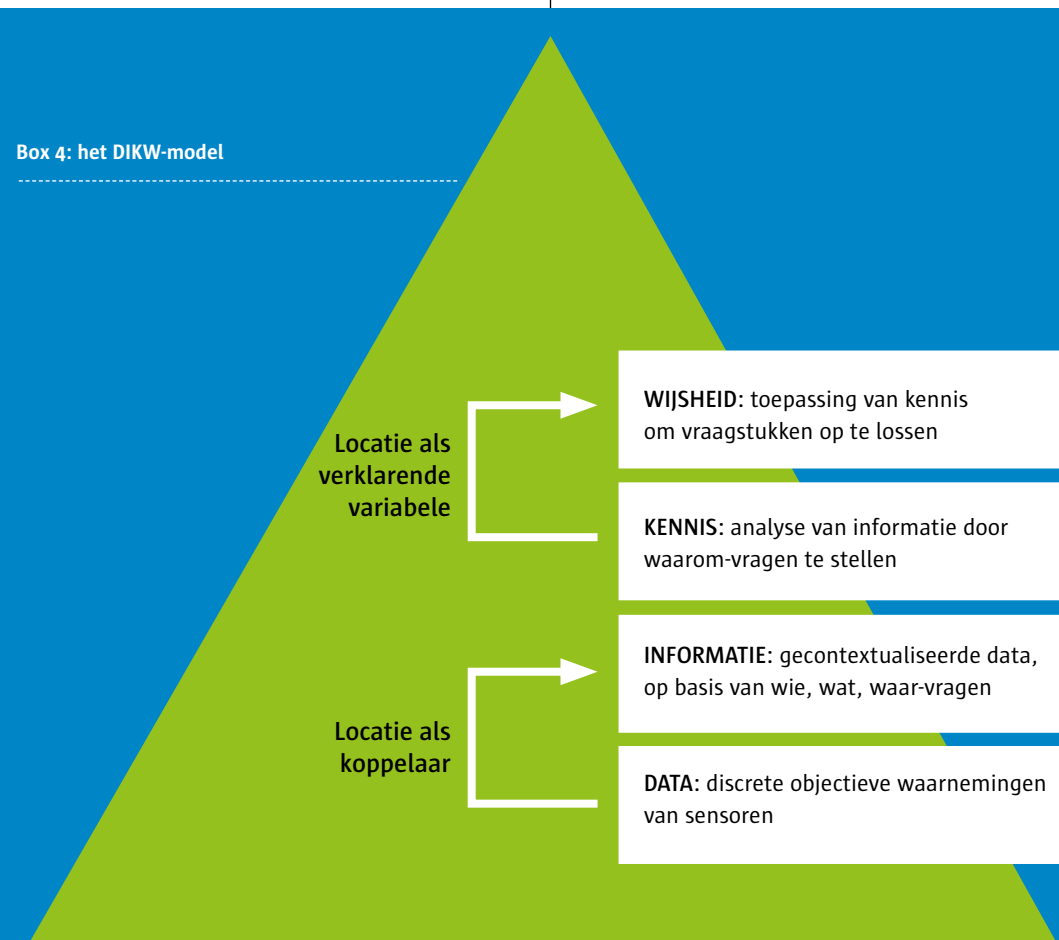 Box 4: het DIKW-model
WIJSHEID: toepassing van kennis
om vraagstukken op te lossen
Locatie als
verklarende
variabele
KENNIS: analyse van informatie door
waarom-vragen te stellen
INFORMATIE: gecontextualiseerde data,
op basis van wie, wat, waar-vragen
Locatie als
koppelaar
DATA: discrete objectieve waarnemingen
van sensoren